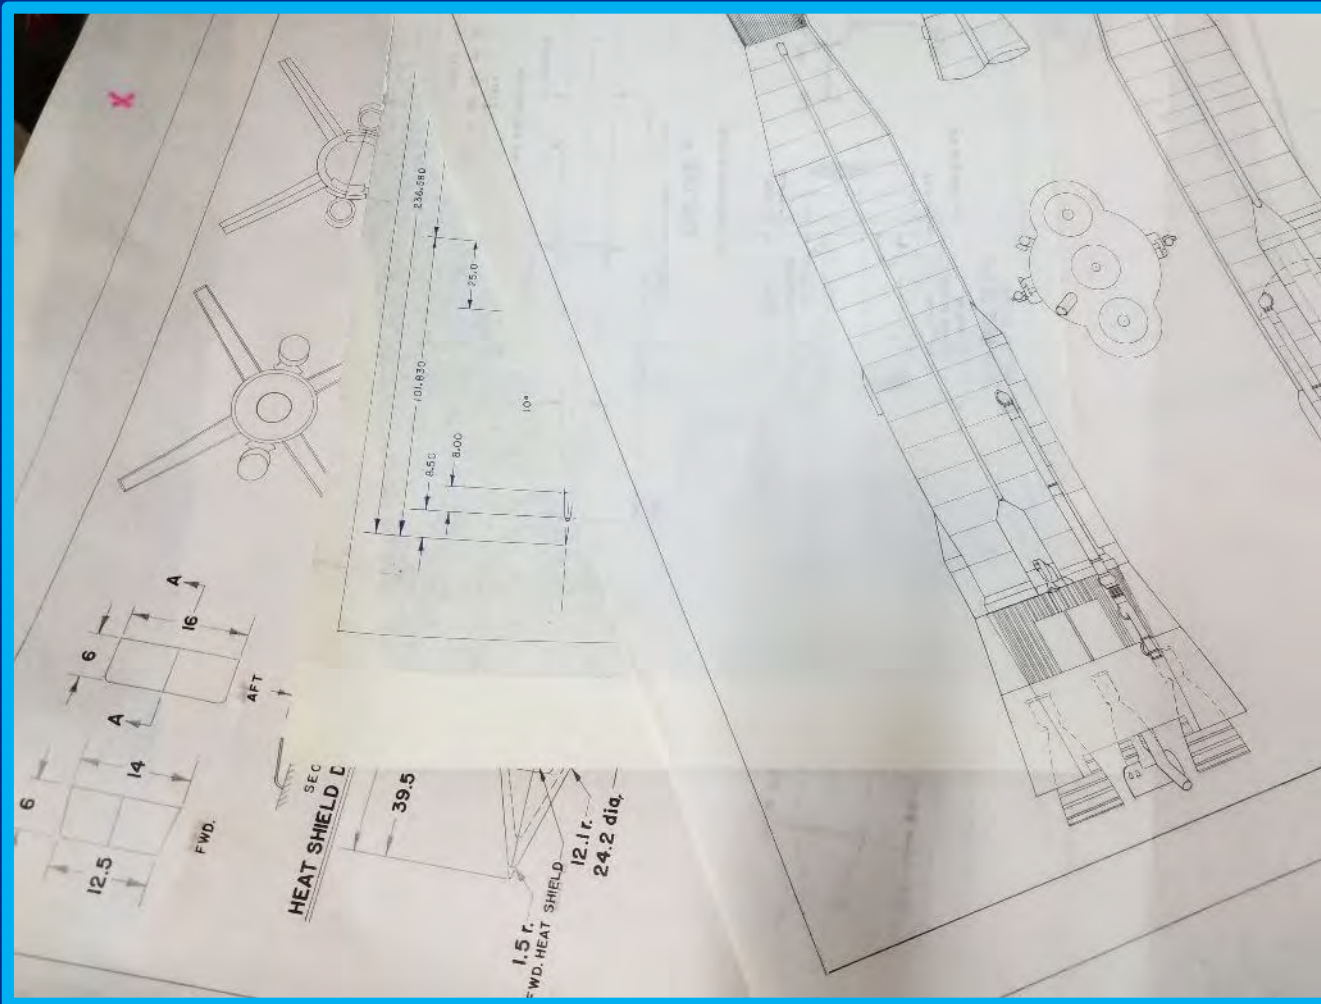 X
236.580
25.0
101.830
10°
8.00
8.50
A
16
6
AFT
A
14
6
FWD.
12.5
SEC
HEAT SHIELD D
39.5
12.1 r.
24.2 dia.
1.5 r.
FWD. HEAT SHIELD